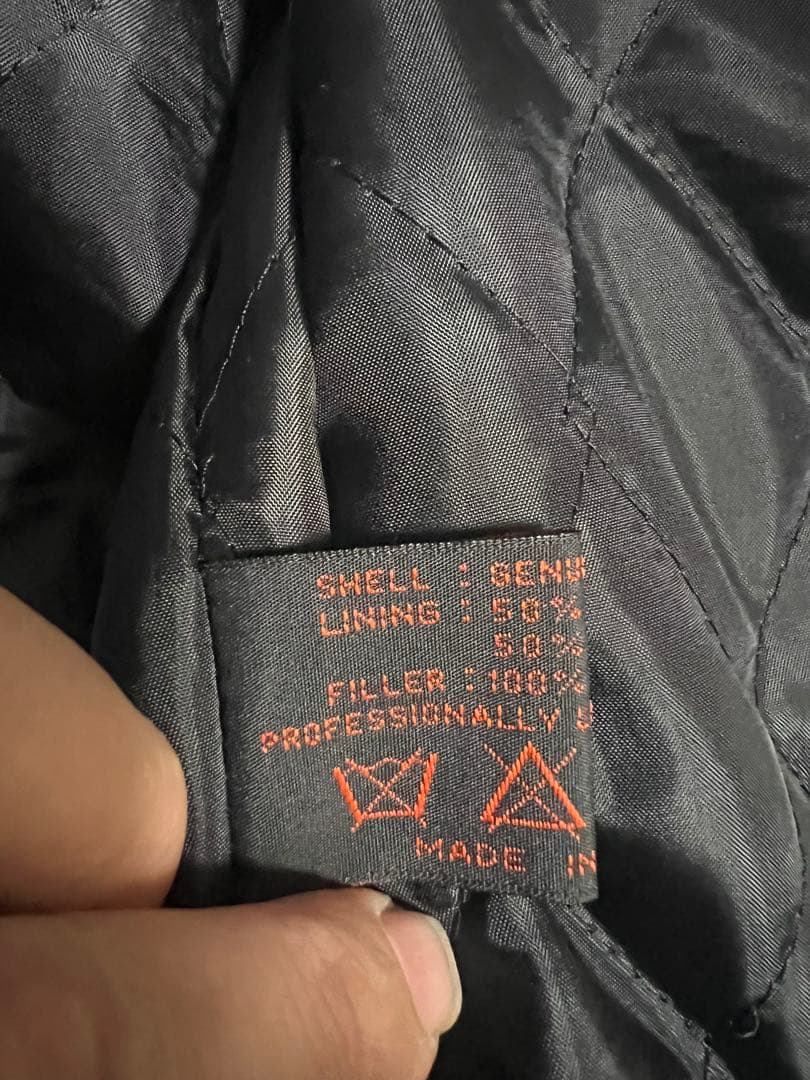 SHELL : GENU
LINING : 50%
50%
FILLER : 100%
PROFESSIONALLY
MADE IN